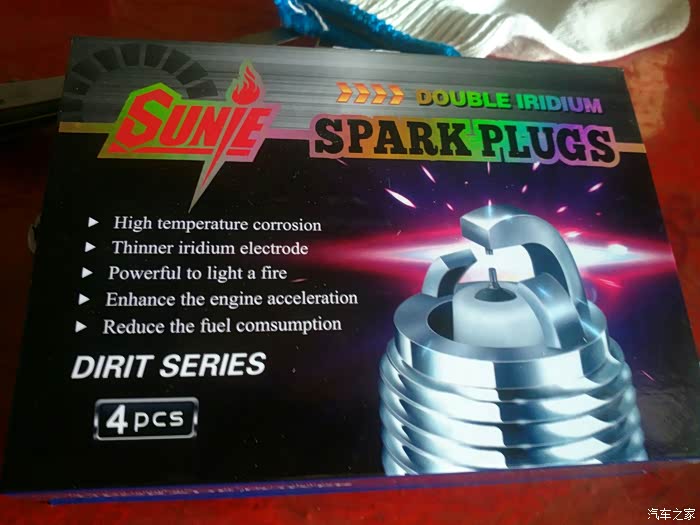 SUNIE
>>>> DOUBLE IRIDIUM
SPARK PLUGS
High temperature corrosion
Thinner iridium electrode
Powerful to light a fire
Enhance the engine acceleration
Reduce the fuel comsumption
DIRIT SERIES
4pcs
汽车之家